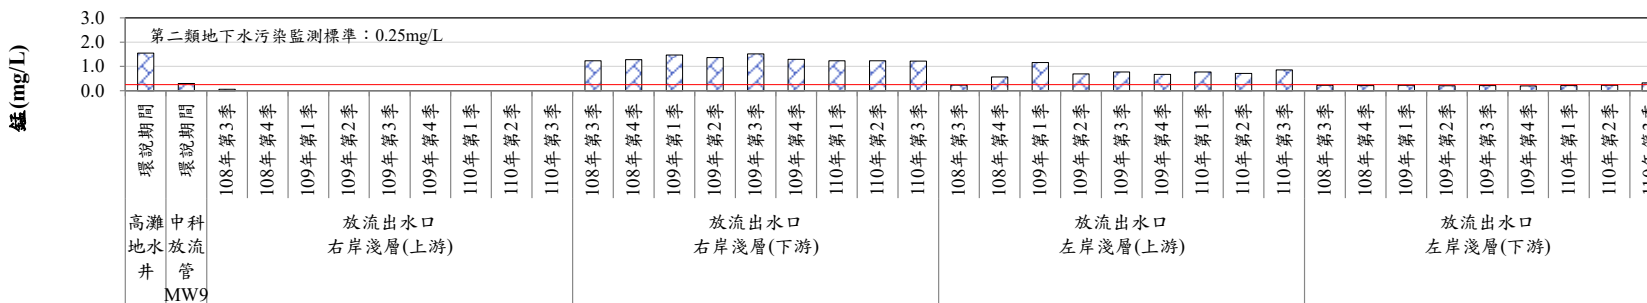 3.0
2.0
1.0
0.0
錳(mg/L)
第二類地下水污染監測標準：0.25mg/L
環說期間
環說期間
108年第3季
108年第4季
109年第1季
109年第2季
109年第3季
109年第4季
110年第1季
110年第2季
110年第3季
108年第3季
108年第4季
109年第1季
109年第2季
109年第3季
109年第4季
110年第1季
110年第2季
110年第3季
108年第3季
108年第4季
109年第1季
109年第2季
109年第3季
109年第4季
110年第1季
110年第2季
110年第3季
108年第3季
108年第4季
109年第1季
109年第2季
109年第3季
109年第4季
110年第1季
110年第2季
110年第3季
高灘
地水
井
中科
放流
管
MW9
放流出水口
右岸淺層(上游)
放流出水口
右岸淺層(下游)
放流出水口
左岸淺層(上游)
放流出水口
左岸淺層(下游)